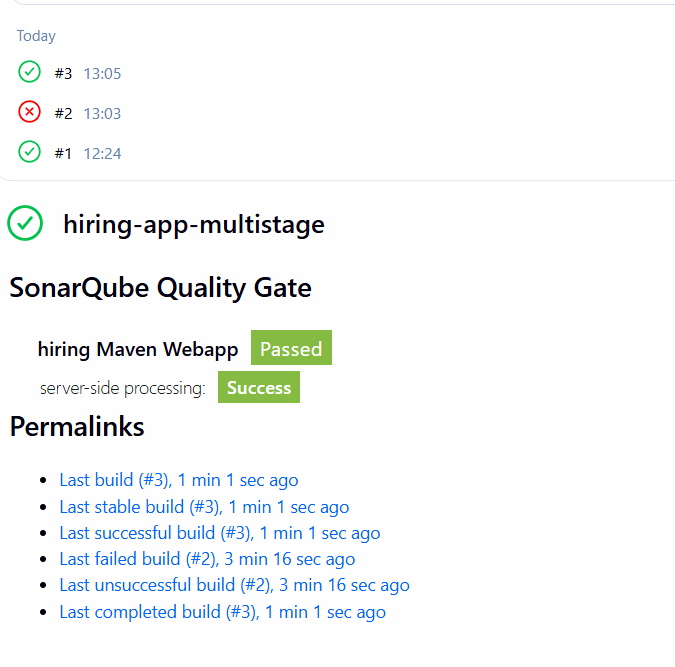 Today
#3 13:05
#2 13:03
#1 12:24
hiring-app-multistage
SonarQube Quality Gate
hiring Maven Webapp Passed
server-side processing: Success
Permalinks
Last build (#3), 1 min 1 sec ago
Last stable build (#3), 1 min 1 sec ago
Last successful build (#3), 1 min 1 sec ago
Last failed build (#2), 3 min 16 sec ago
Last unsuccessful build (#2), 3 min 16 sec ago
Last completed build (#3), 1 min 1 sec ago